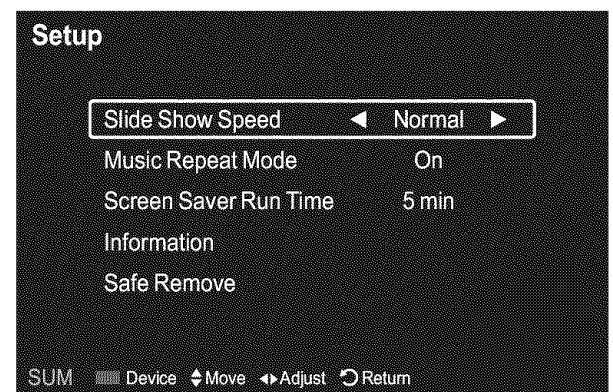 Setup
Slide Show Speed ◀ Normal ▶
Music Repeat Mode On
Screen Saver Run Time 5 min
Information
Safe Remove
SUM Device Move Adjust Return